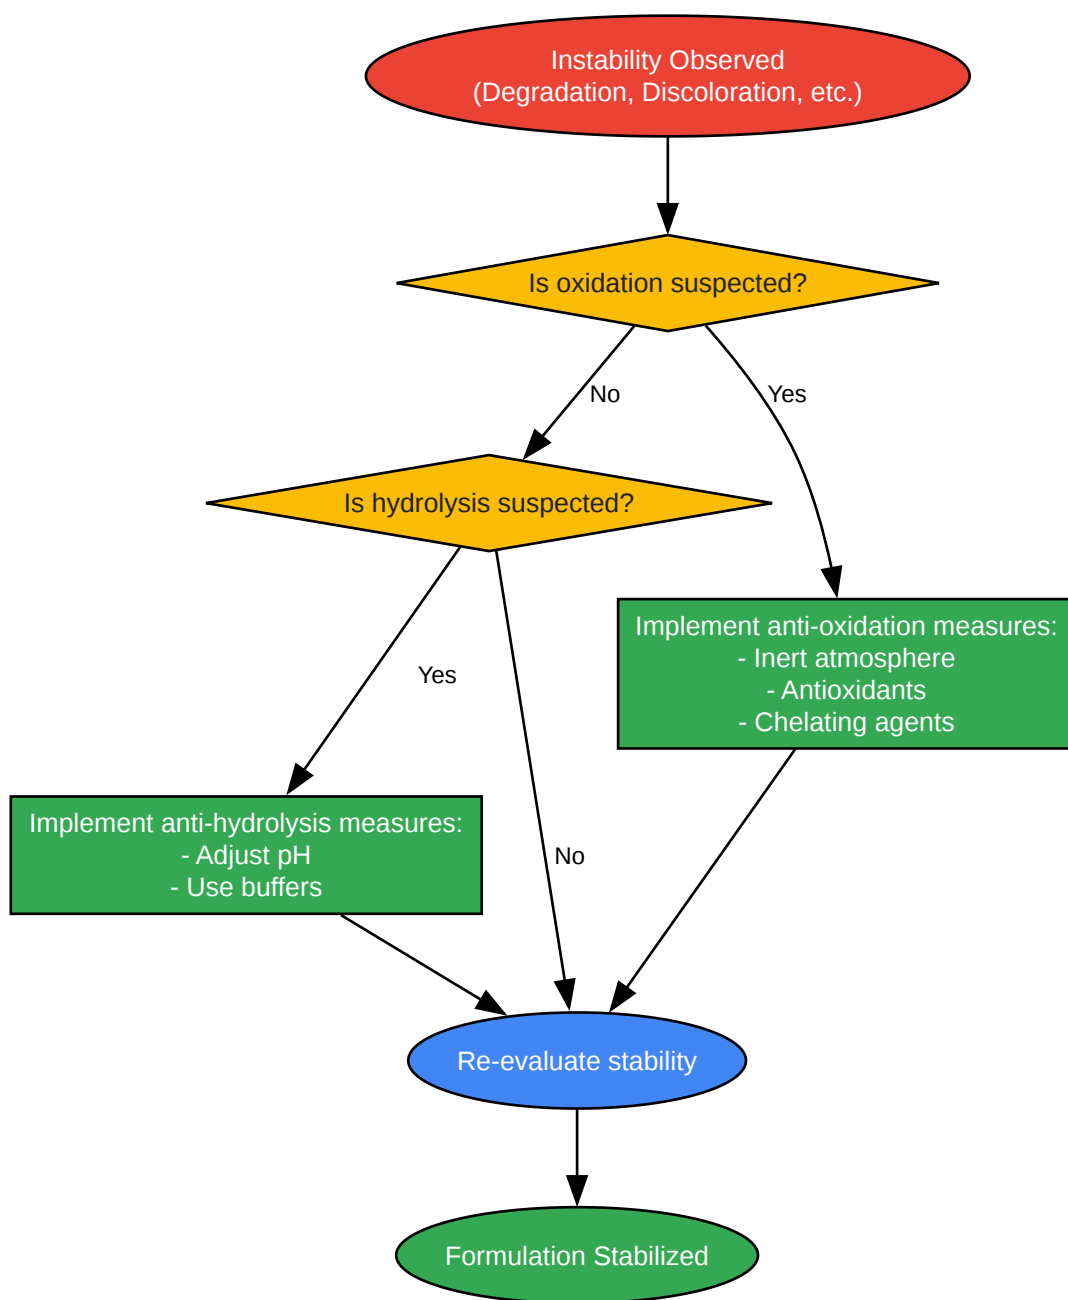 Instability Observed
(Degradation, Discoloration, etc.)
Is oxidation suspected?
No
Yes
Is hydrolysis suspected?
Implement anti-oxidation measures:
- Inert atmosphere
- Antioxidants
- Chelating agents
Yes
Implement anti-hydrolysis measures:
- Adjust pH
- Use buffers
No
Re-evaluate stability
Formulation Stabilized